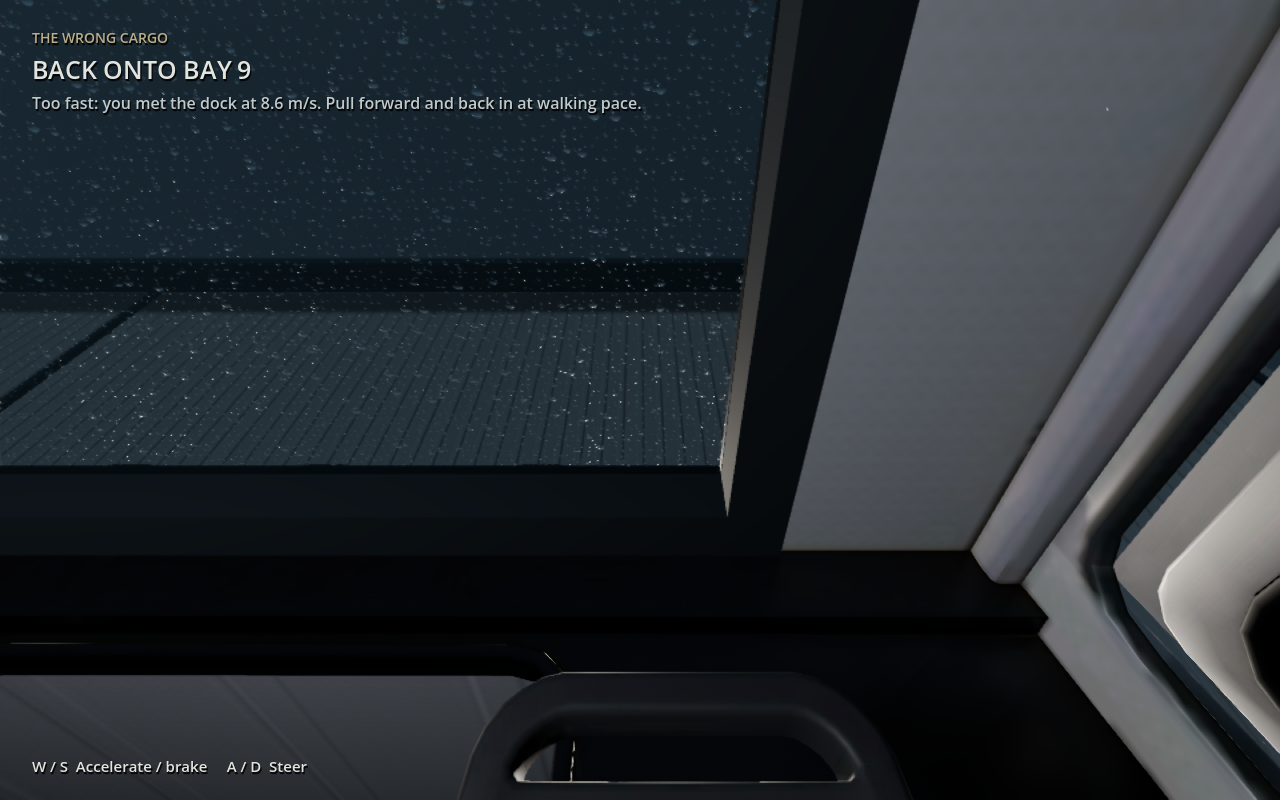 THE WRONG CARGO
BACK ONTO BAY 9
Too fast: you met the dock at 8.6 m/s. Pull forward and back in at walking pace.
W / S Accelerate / brake A / D Steer